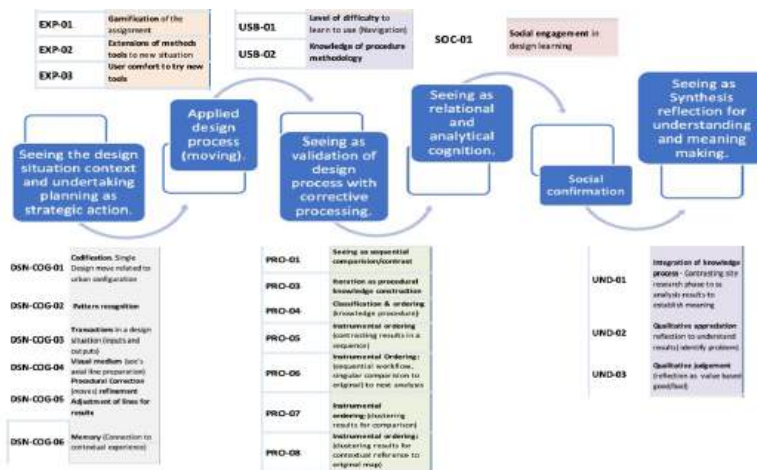 EXP-01
Gamification of the
assignment
EXP-02
Extensions of methods
tools to new situation
EXP-03
User comfort to try new
tools
USB-01
Level of difficulty to
learn to use (Navigation)
USB-02
Knowledge of procedure
methodology
SOC-01
Social engagement in
design learning
Seeing the design
situation context
and undertaking
planning as
strategic action.
Applied
design
process
(moving).
Seeing as
validation of
design
process with
corrective
processing.
Seeing as
relational
and
analytical
cognition.
Social
confirmation
Seeing as
Synthesis
reflection for
understanding
and meaning
making.
DSN-COG-01
Codification. Single
Design move related to
urban configuration
DSN-COG-02
Pattern recognition
DSN-COG-03
Transactions in a design
situation (inputs and
outputs)
DSN-COG-04
Visual medium
axial line preparation)
DSN-COG-05
Procedural Correction
(moves) refinement
Adjustment of lines for
results
DSN-COG-06
Memory (Connection to
contextual experience)
PRO-01
Seeing as sequential
comparision/contrast
PRO-03
Iteration as procedural
knowledge construction
PRO-04
Classification & ordering
(knowledge procedure)
PRO-05
Instrumental ordering
(contrasting results in a
sequence)
PRO-06
Instrumental Ordering:
(sequential workflow,
singular comparison to
original) to next analysis
PRO-07
Instrumental
ordering: (clustering
results for comparison)
PRO-08
Instrumental ordering:
(clustering results for
contextual reference to
original map)
UND-01
Integration of knowledge
process - Contrasting site
research phase to
analysis results to
establish meaning
UND-02
Qualitative appreciation
reflection to understand
results) identify problem)
UND-03
Qualitative judgement
(reflection as value based
good/bad)